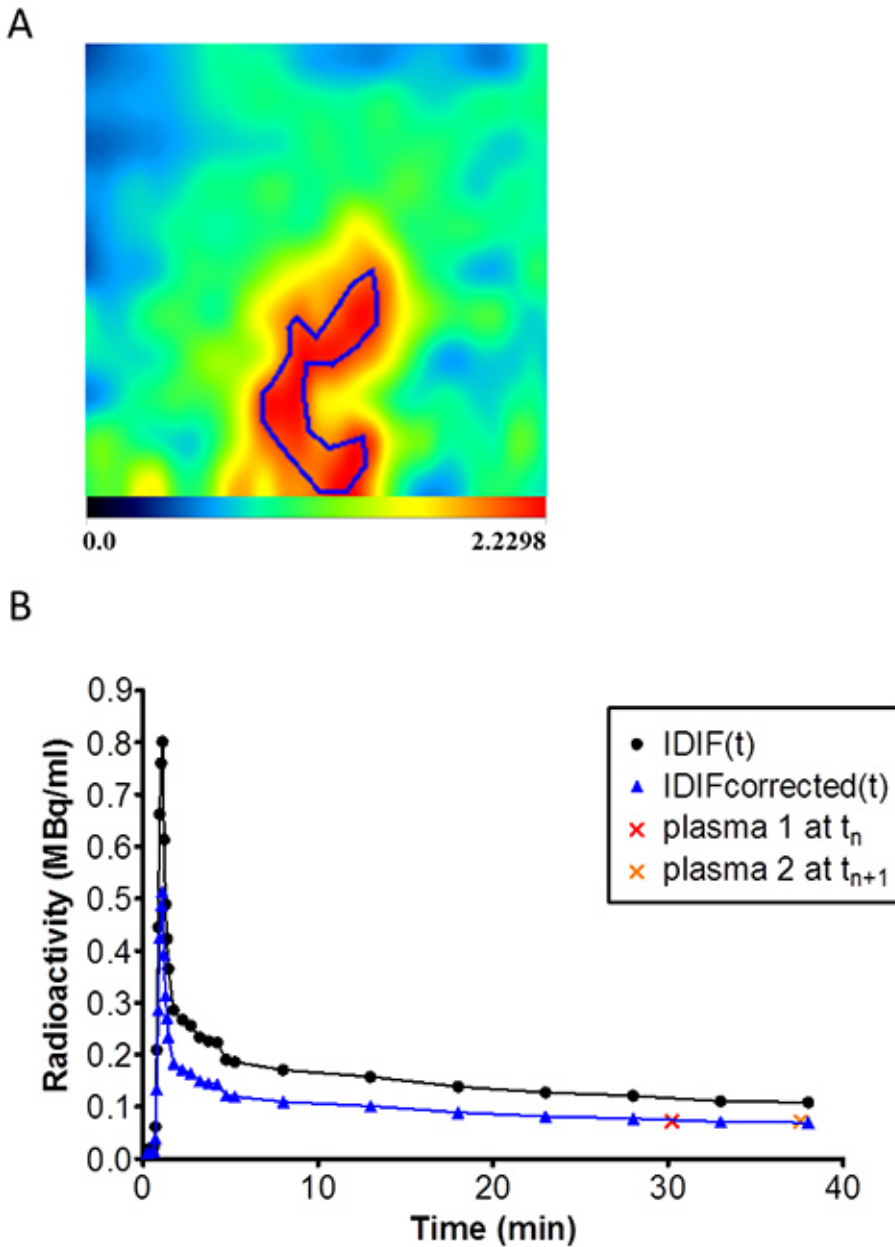 A
0.0 2.2298
B
Radioactivity (MBq/ml)
0.9
0.8
0.7
0.6
0.5
0.4
0.3
0.2
0.1
0.0
0 10 20 30 40
Time (min)
IDIF(t)
IDIFcorrected(t)
plasma 1 at tn
plasma 2 at tn+1